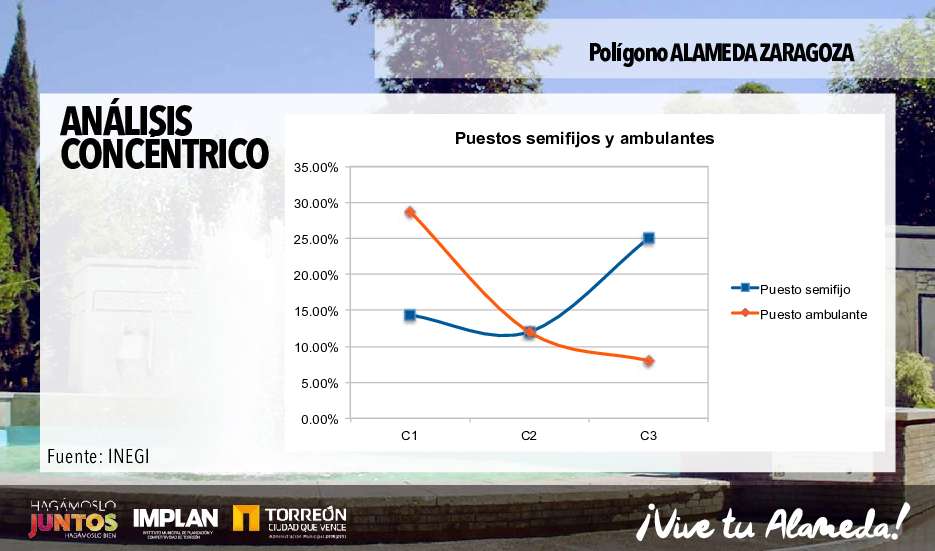 Polígono ALAMEDA ZARAGOZA
ANÁLISIS
CONCÉNTRICO
Puestos semifijos y ambulantes
35.00%
30.00%
25.00%
20.00%
15.00%
10.00%
5.00%
0.00%
C1 C2 C3
Puesto semifijo
Puesto ambulante
Fuente: INEGI
HAGÁMOSLO
JUNTOS
HAGÁMOSLO BIEN
IMPLAN
INSTITUTO MUNICIPAL DE PLANEACIÓN Y
COMPETITIVIDAD DE TORREÓN
TORREÓN
CIUDAD QUE VENCE
¡Vive tu Alameda!